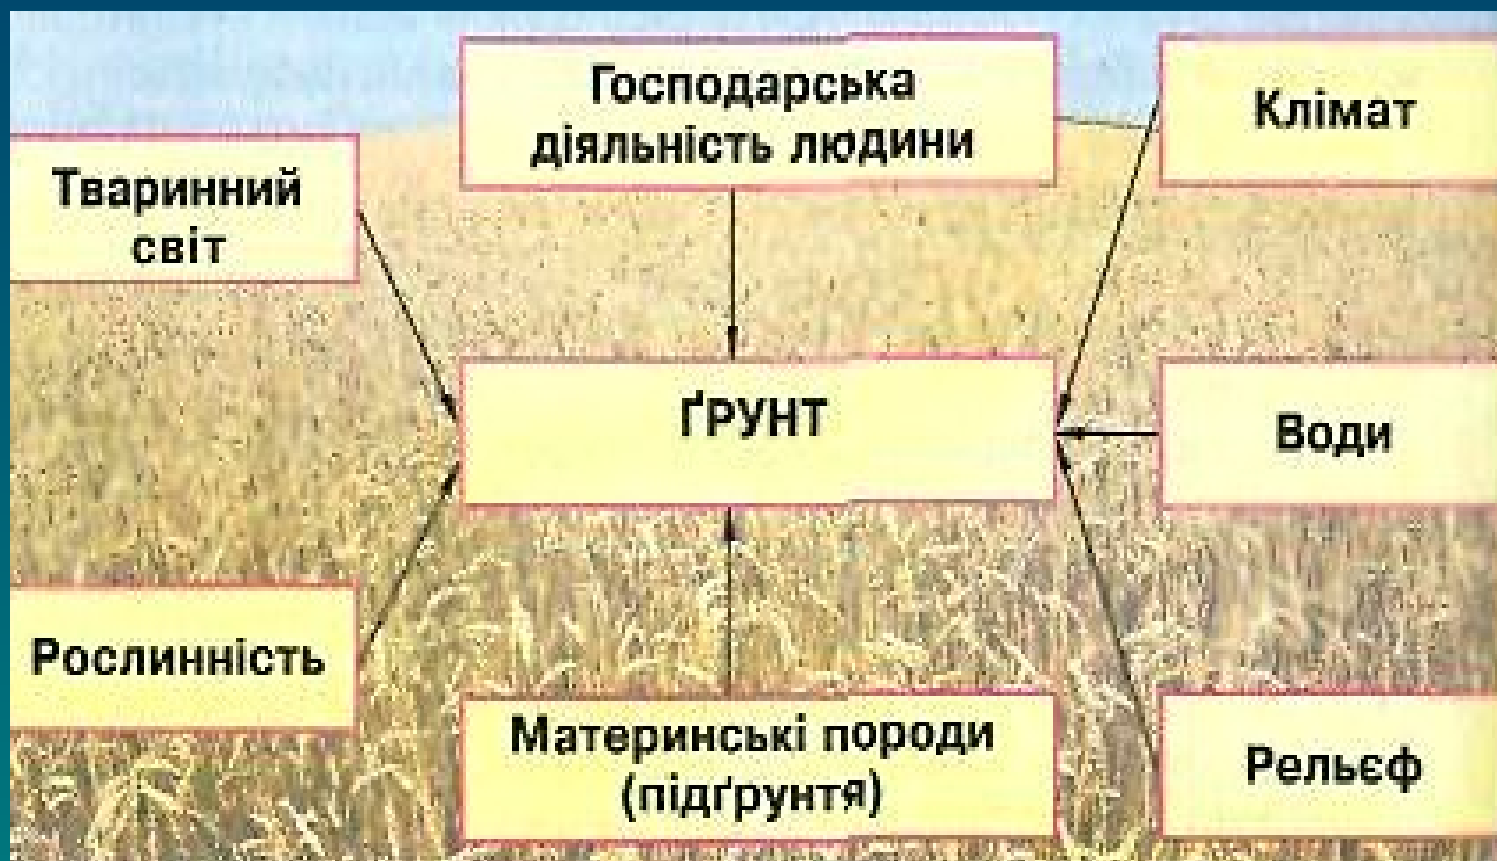 Господарська
діяльність людини
Клімат
Тваринний
світ
ҐРУНТ
Води
Рослинність
Материнські породи
(підґрунтя)
Рельєф